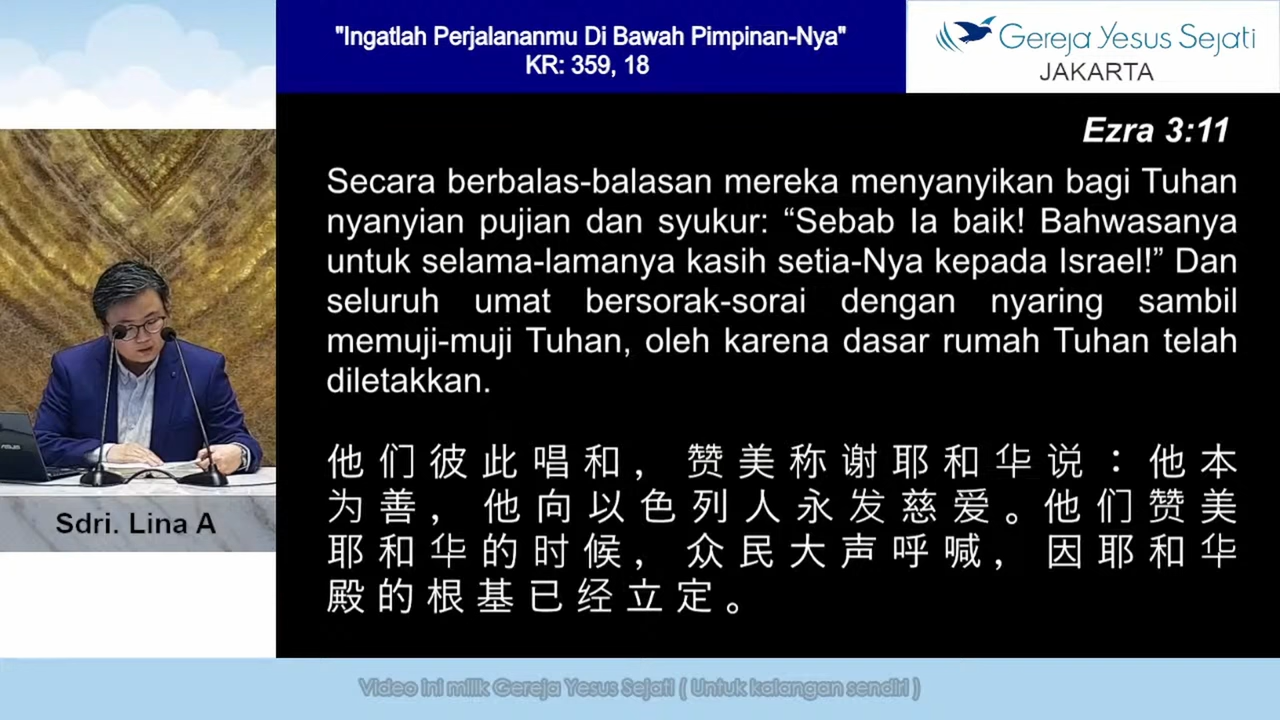 "Ingatlah Perjalananmu Di Bawah Pimpinan-Nya"
KR: 359, 18
Gereja Yesus Sejati
JAKARTA
Ezra 3:11
Secara berbalas-balasan mereka menyanyikan bagi Tuhan
nyanyian pujian dan syukur: “Sebab Ia baik! Bahwasanya
untuk selama-lamanya kasih setia-Nya kepada Israel!” Dan
seluruh umat bersorak-sorai dengan nyaring sambil
memuji-muji Tuhan, oleh karena dasar rumah Tuhan telah
diletakkan.
他们彼此唱和，赞美称谢耶和华说：他本
为善，他向以色列人永发慈爱。他们赞美
耶和华的时候，众民大声呼喊，因耶和华
殿的根基已经立定。
ASUS
Sdri. Lina A
Video ini milik Gereja Yesus Sejati ( Untuk kalangan sendiri )